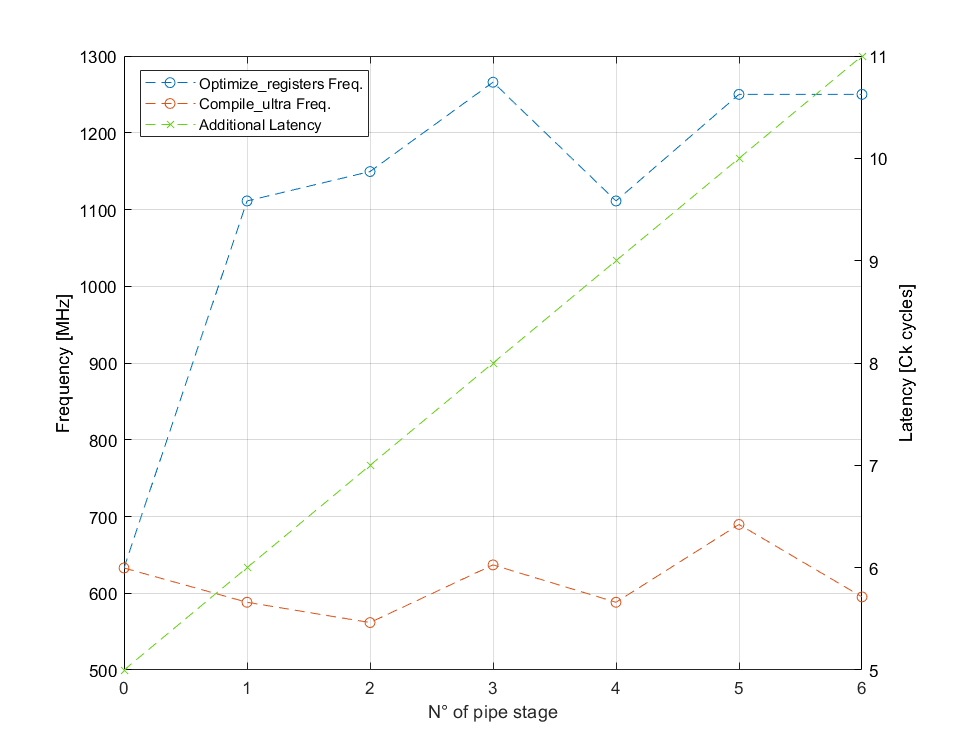 Optimize_registers Freq.
Compile_ultra Freq.
Additional Latency
1300
1200
1100
1000
900
800
700
600
500
Frequency [MHz]
11
10
9
8
7
6
5
Latency [Ck cycles]
0 1 2 3 4 5 6
N° of pipe stage